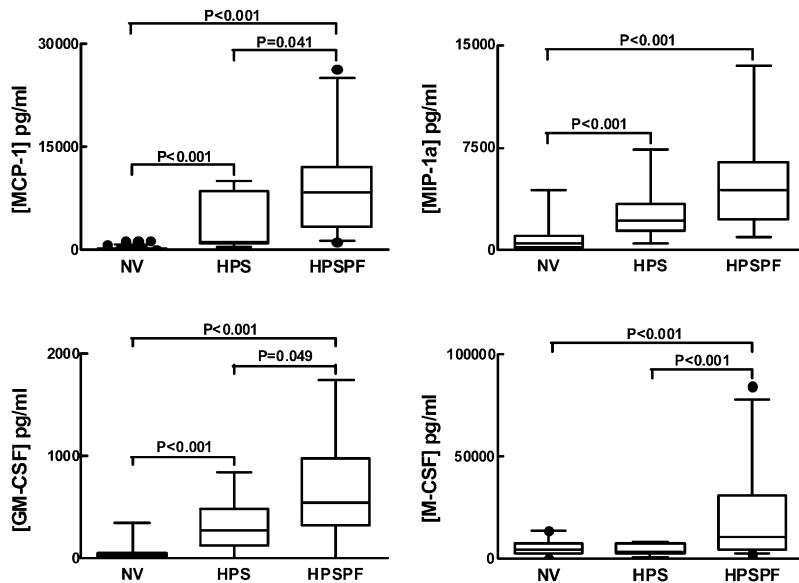 P<0.001
P=0.041
P<0.001
30000
15000
0
[MCP-1] pg/ml
NV HPS HPSPF
P<0.001
P<0.001
15000
7500
0
[MIP-1a] pg/ml
NV HPS HPSPF
P<0.001
P=0.049
P<0.001
2000
1000
0
[GM-CSF] pg/ml
NV HPS HPSPF
P<0.001
P<0.001
100000
50000
0
[M-CSF] pg/ml
NV HPS HPSPF